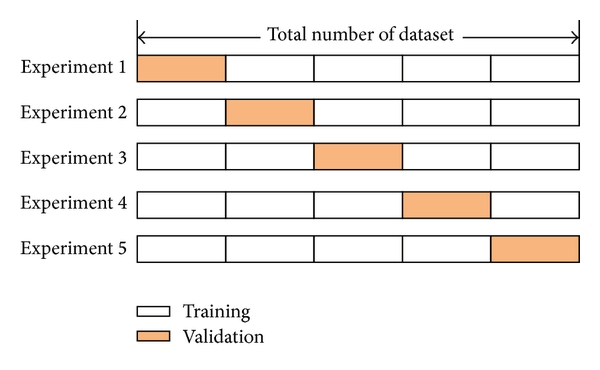 Total number of dataset
Experiment 1
Experiment 2
Experiment 3
Experiment 4
Experiment 5
Training
Validation